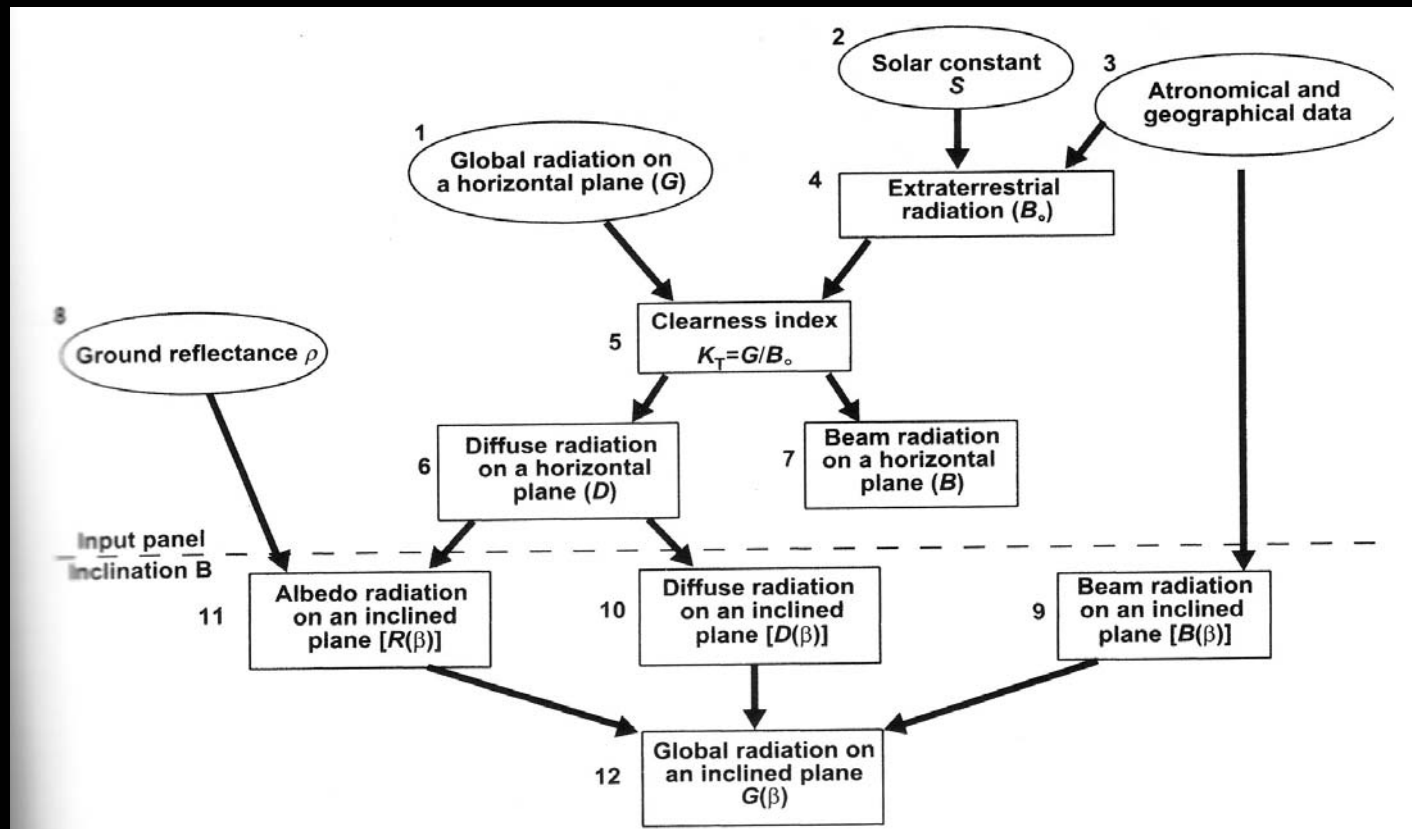 2
Solar constant
S
3
Atronomical and
geographical data
1
Global radiation on
a horizontal plane (G)
4
Extraterrestrial
radiation (B₀)
5
Clearness index
K_T=G/B₀
8
Ground reflectance ρ
6
Diffuse radiation
on a horizontal
plane (D)
7
Beam radiation
on a horizontal
plane (B)
Input panel
Inclination B
11
Albedo radiation
on an inclined
plane [R(β)]
10
Diffuse radiation
on an inclined
plane [D(β)]
9
Beam radiation
on an inclined
plane [B(β)]
12
Global radiation on
an inclined plane
G(β)